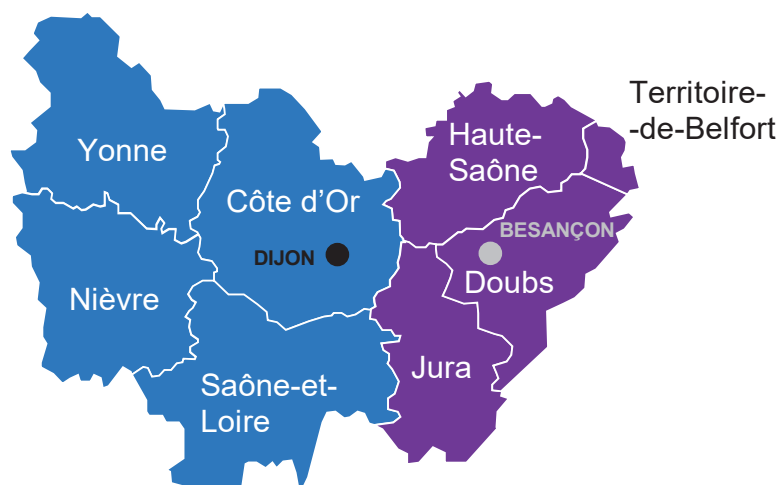 Territoire-
-de-Belfort
Haute-
Saône
Yonne
Côte d’Or
BESANÇON
DIJON
Doubs
Nièvre
Jura
Saône-et-
Loire